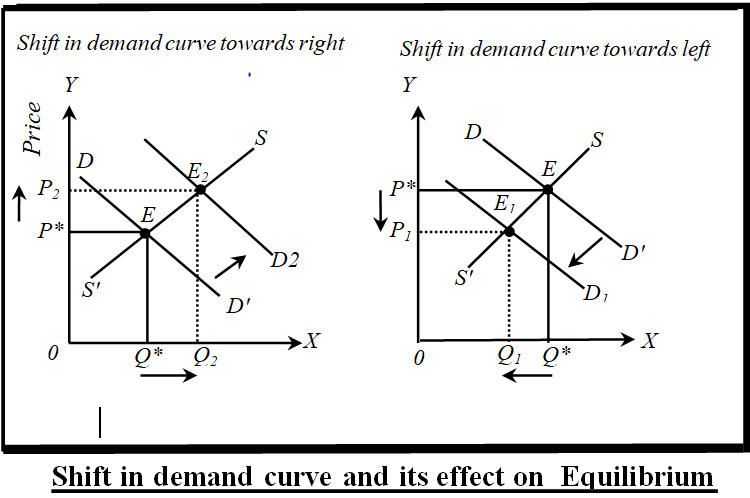 Shift in demand curve towards right
Y
Price
D
S
E2
P2
E
P*
D2
S'
D'
0
Q*
Q2
X
Shift in demand curve towards left
Y
D
S
E
P*
E1
P1
D'
S'
D1
0
Q1
Q*
X
Shift in demand curve and its effect on Equilibrium